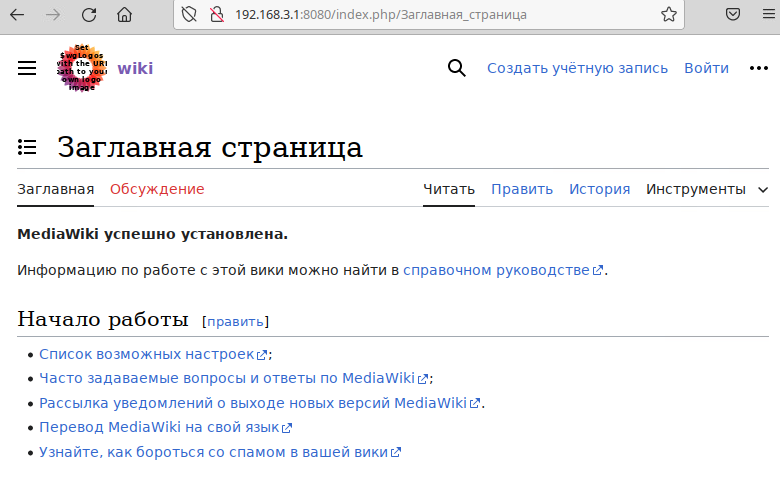 192.168.3.1:8080/index.php/Заглавная_страница
Set
$wgLogos
with the URL
path to your
own logo
image
wiki
Создать учётную запись Войти
Заглавная страница
Заглавная Обсуждение Читать Править История Инструменты
MediaWiki успешно установлена.
Информацию по работе с этой вики можно найти в справочном руководстве.
Начало работы [править]
Список возможных настроек;
Часто задаваемые вопросы и ответы по MediaWiki;
Рассылка уведомлений о выходе новых версий MediaWiki.
Перевод MediaWiki на свой язык
Узнайте, как бороться со спамом в вашей вики